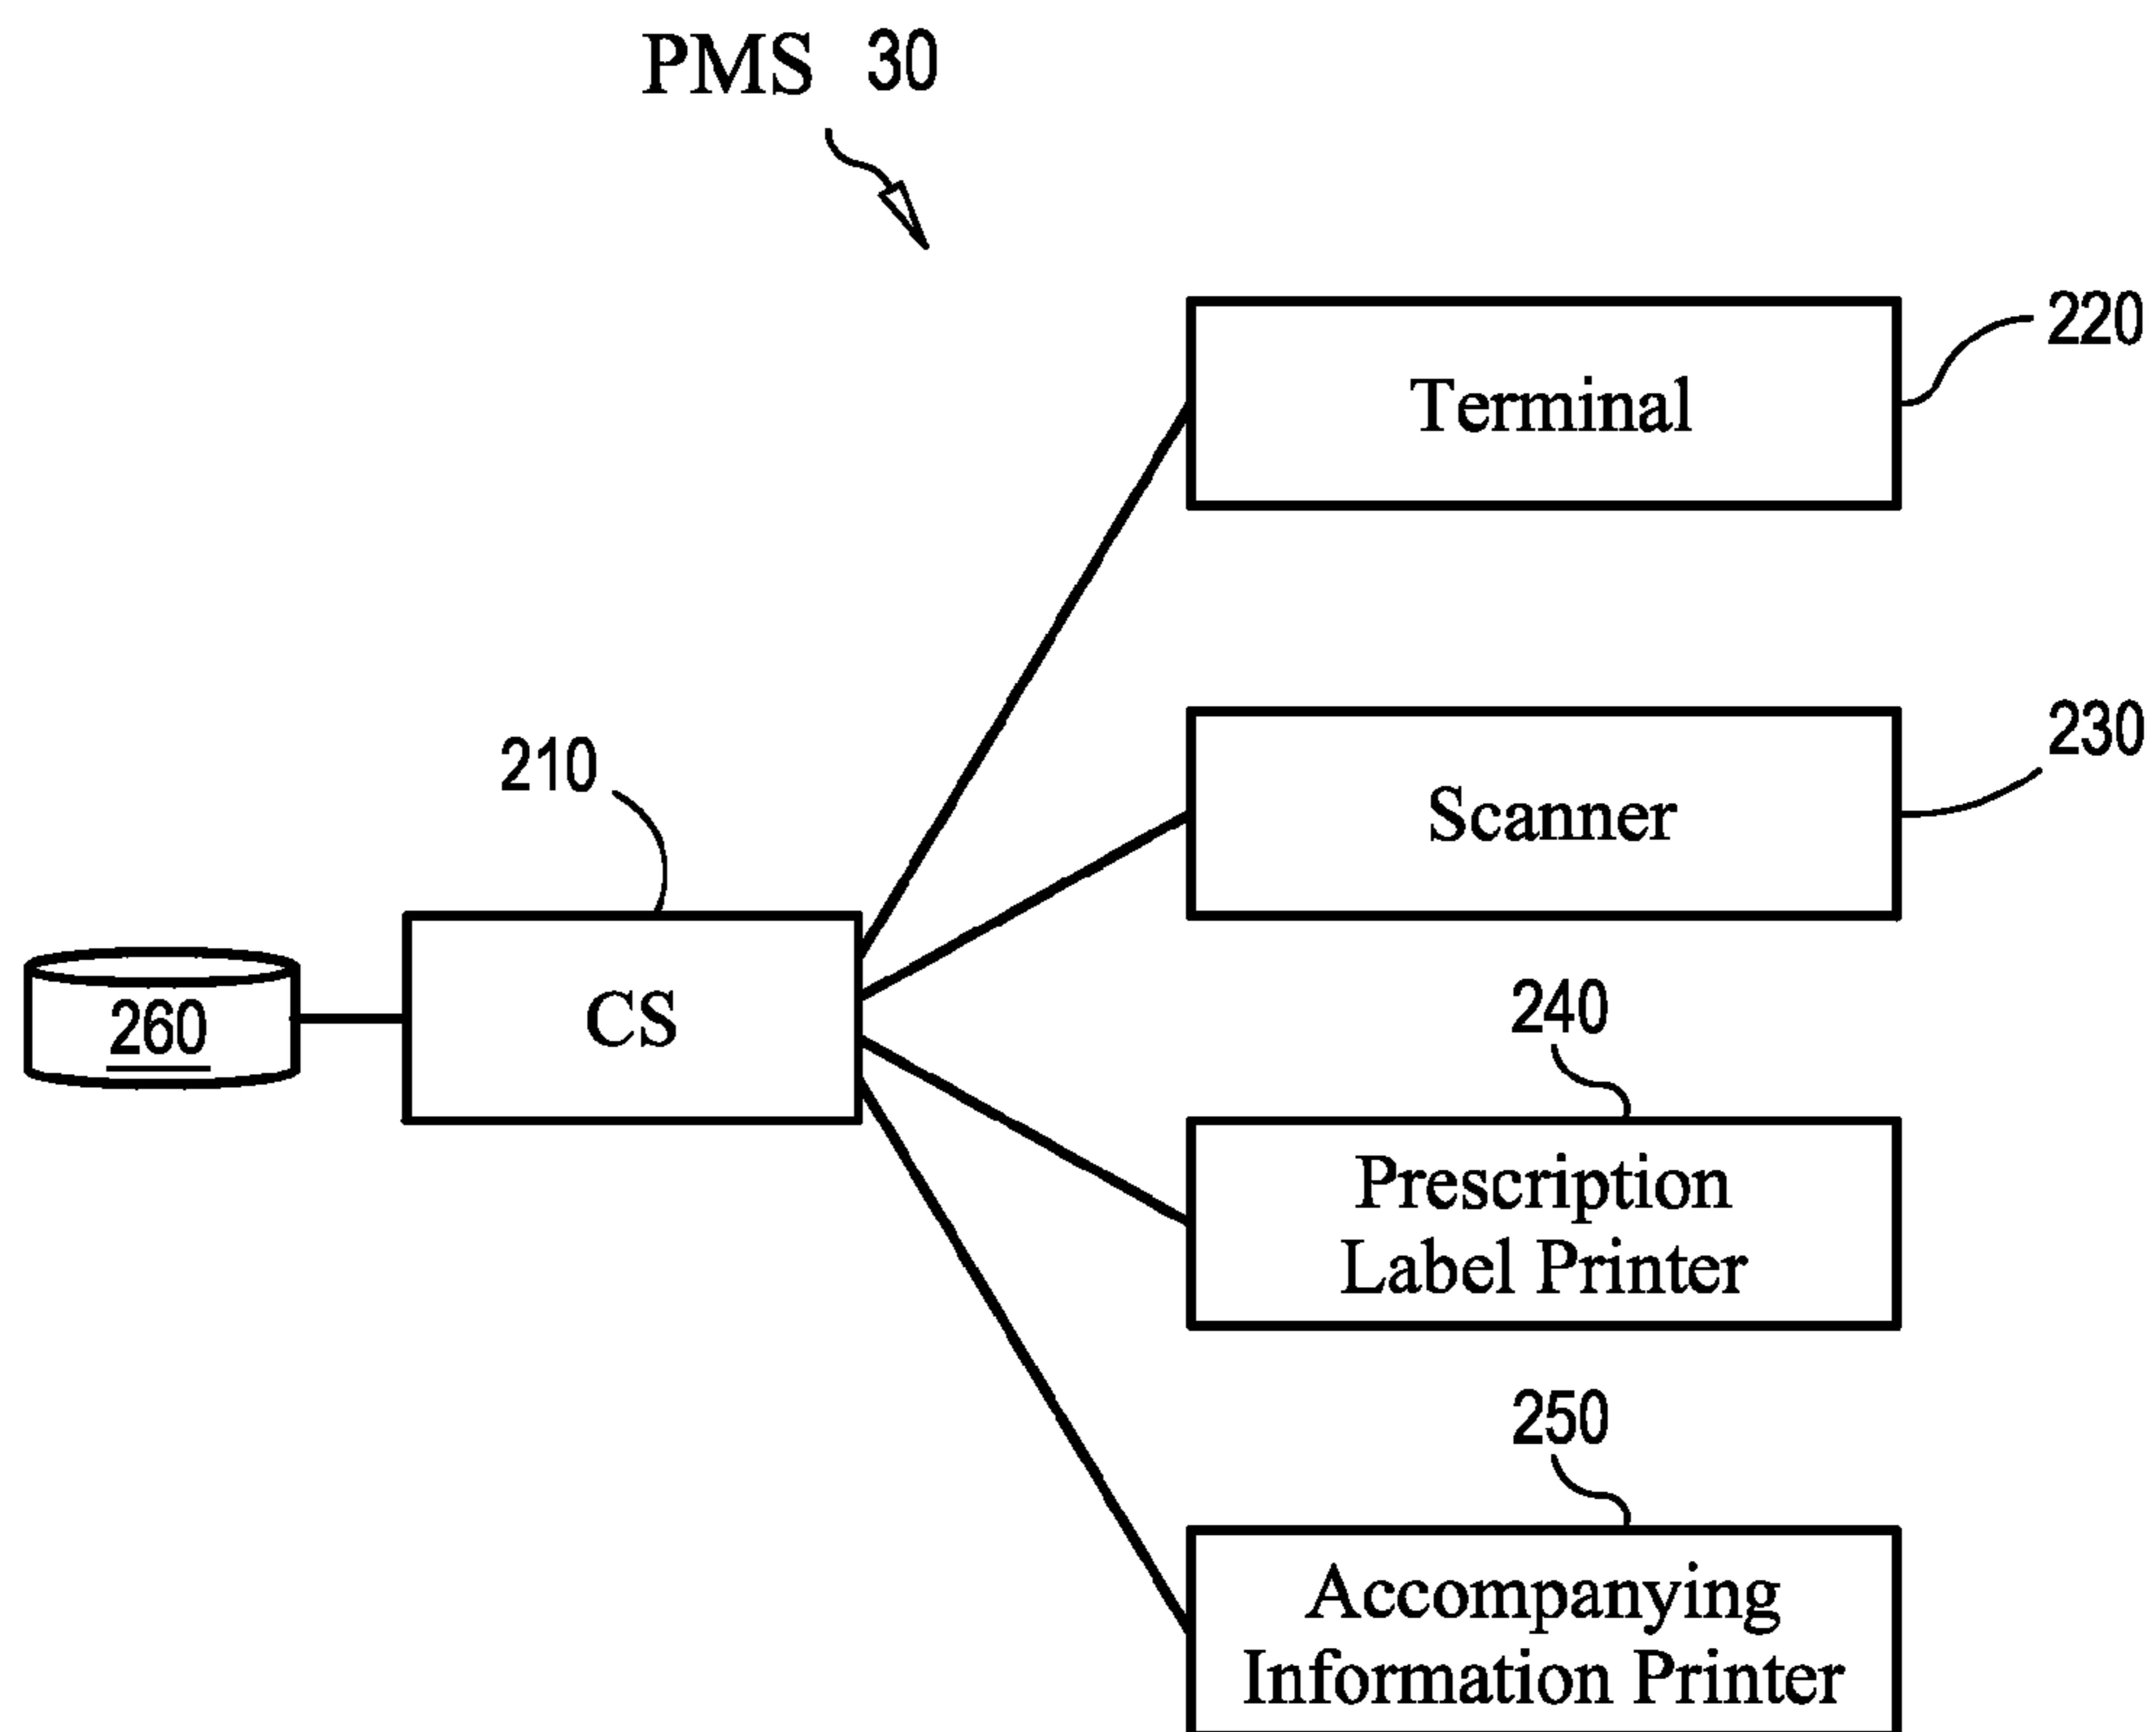 PMS 30
220
Terminal
230
Scanner
210
CS
260
240
Prescription
Label Printer
250
Accompanying
Information Printer